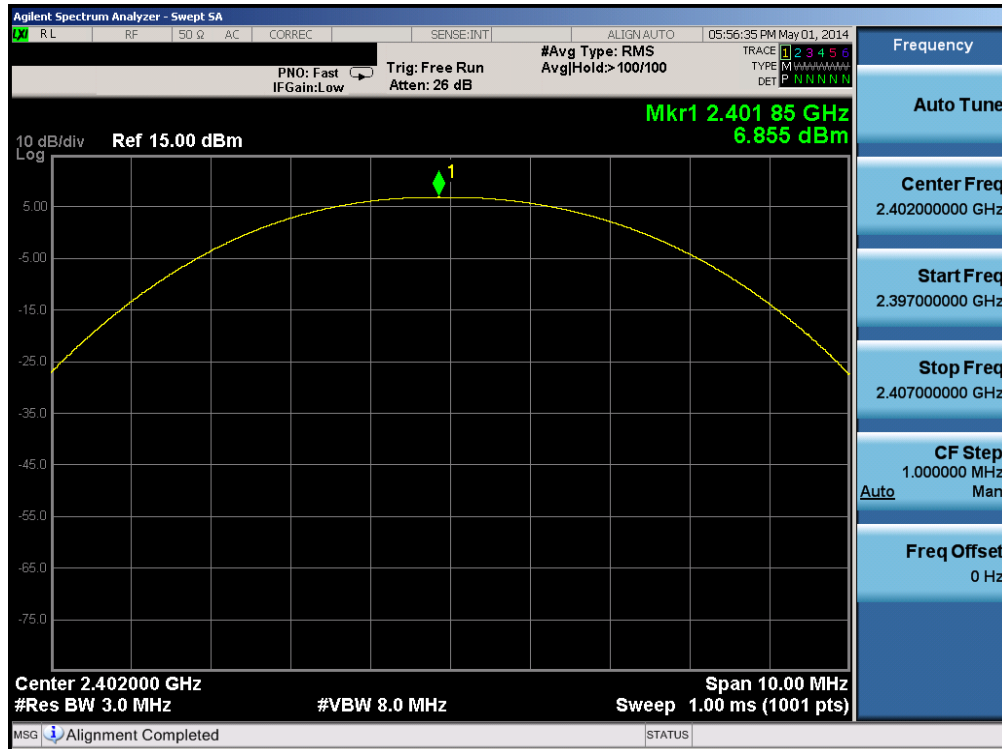 Agilent Spectrum Analyzer - Swept SA
LXI RL RF 50 Ω AC CORREC SENSE:INT ALIGN AUTO 05:56:35 PM May 01, 2014
PNO: Fast
IFGain:Low
Trig: Free Run
Atten: 26 dB
#Avg Type: RMS
Avg|Hold:> 100/100
TRACE 1 2 3 4 5 6
TYPE M WWWWW
DET P N N N N N
Mkr1 2.401 85 GHz
6.855 dBm
10 dB/div Ref 15.00 dBm
Log
1
5.00
-5.00
-15.0
-25.0
-35.0
-45.0
-55.0
-65.0
-75.0
Center 2.402000 GHz Span 10.00 MHz
#Res BW 3.0 MHz #VBW 8.0 MHz Sweep 1.00 ms (1001 pts)
MSG Alignment Completed STATUS
Frequency
Auto Tune
Center Freq
2.402000000 GHz
Start Freq
2.397000000 GHz
Stop Freq
2.407000000 GHz
CF Step
1.000000 MHz
Auto Man
Freq Offset
0 Hz